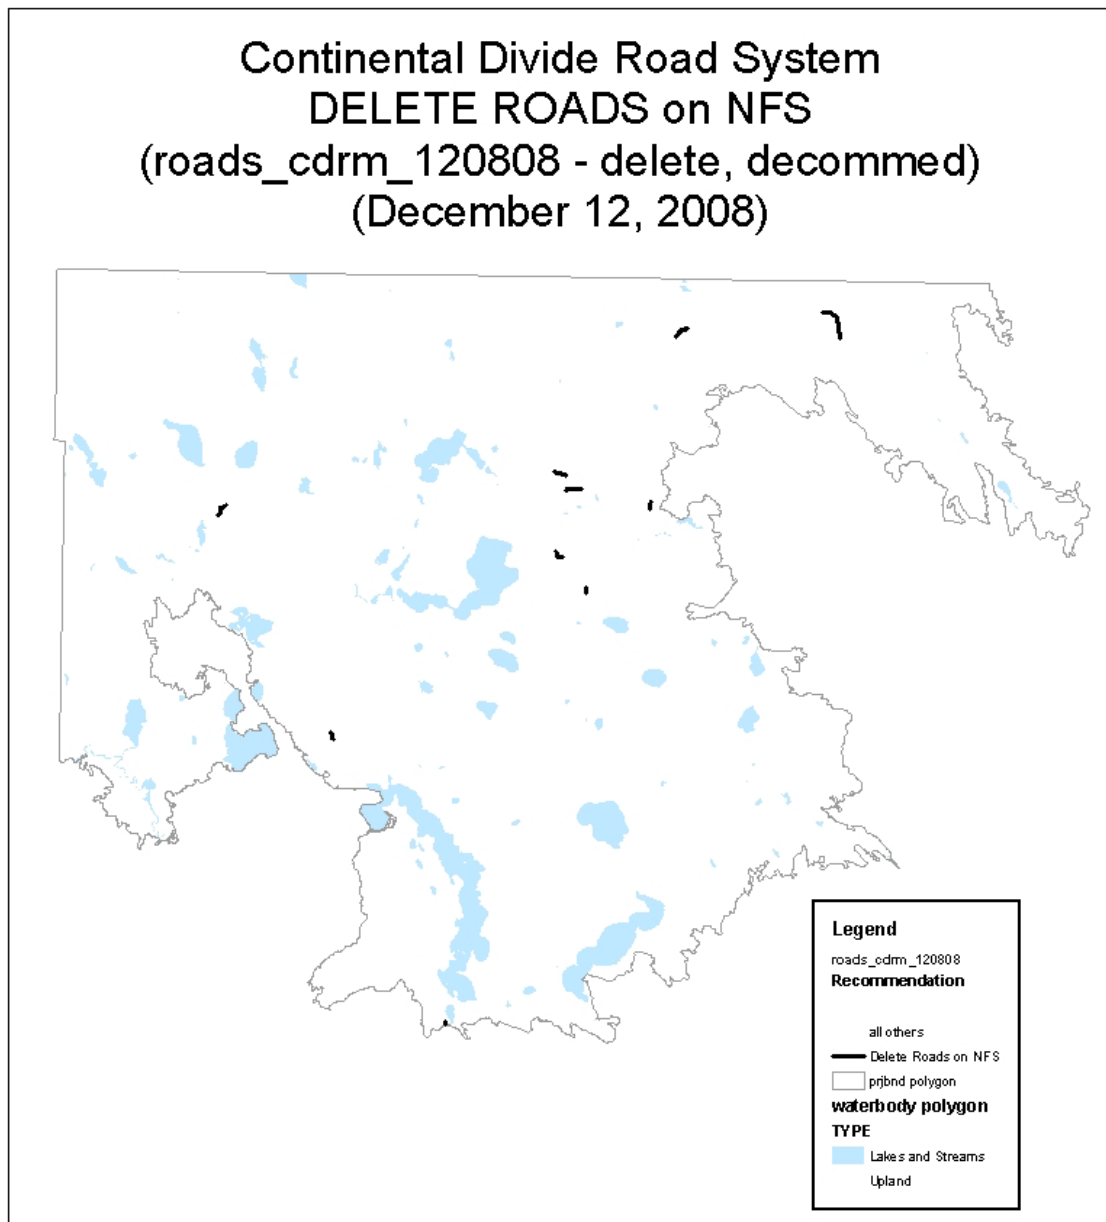 Continental Divide Road System
DELETE ROADS on NFS
(roads_cdrm_120808 - delete, decommed)
(December 12, 2008)
Legend
roads_cdrm_120808
Recommendation
all others
Delete Roads on NFS
prjbnd polygon
waterbody polygon
TYPE
Lakes and Streams
Upland